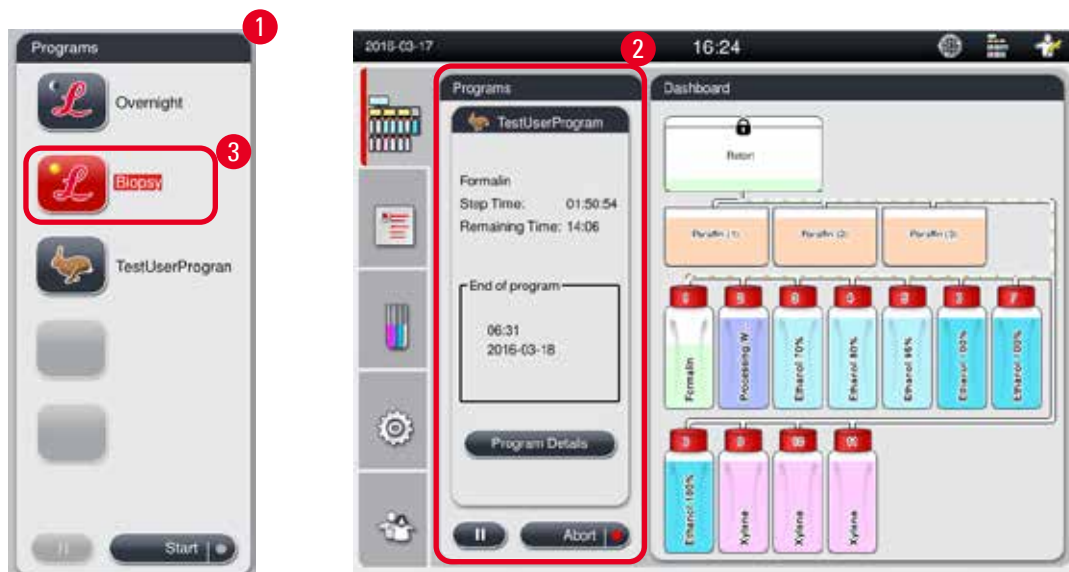 1
Programs
Overnight
3
Biopsy
TestUserProgran
Start
2016-03-17
2
16:24
Programs
TestUserProgram
Formalin
Step Time: 01:50:54
Remaining Time: 14:06
End of program
06:31
2016-03-18
Program Details
Abort
Dashboard
Retort
Paraffin (1)
Paraffin (2)
Paraffin (3)
1
Formalin
Processing W
Ethanol 70%
4
Ethanol 80%
Ethanol 95%
Ethanol 100%
7
Ethanol 100%
Ethanol 100%
Xylene
Xylene
Xylene